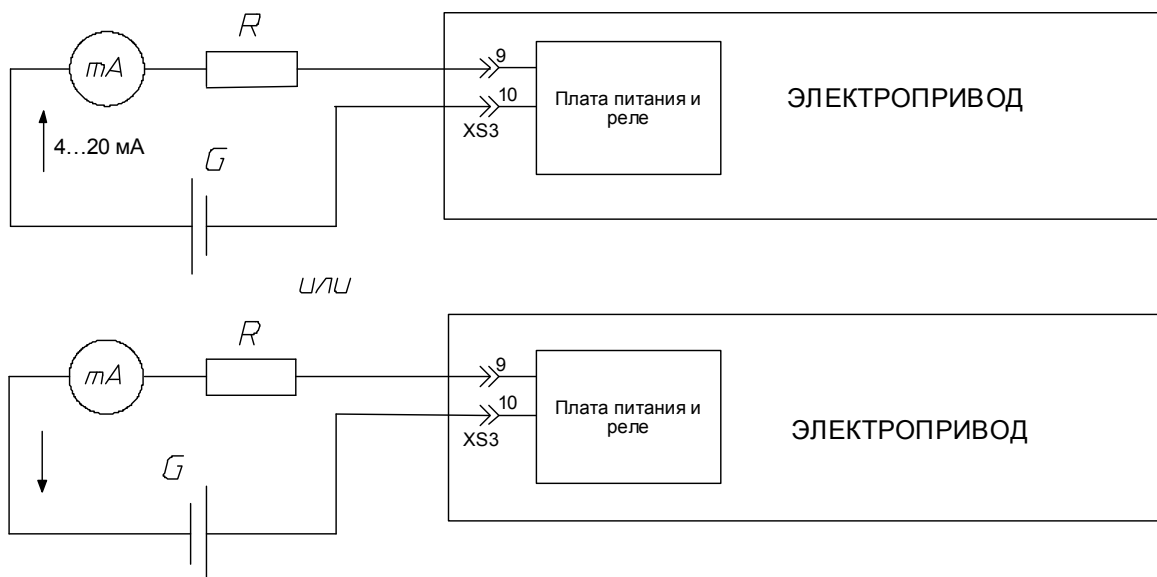 R
mA
9
10
XS3
Плата питания и
реле
ЭЛЕКТРОПРИВОД
4...20 мА
G
или
R
mA
9
10
XS3
Плата питания и
реле
ЭЛЕКТРОПРИВОД
G